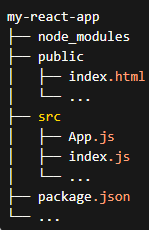 my-react-app
├── node_modules
├── public
│   ├── index.html
│   └── ...
├── src
│   ├── App.js
│   ├── index.js
│   └── ...
├── package.json
└── ...